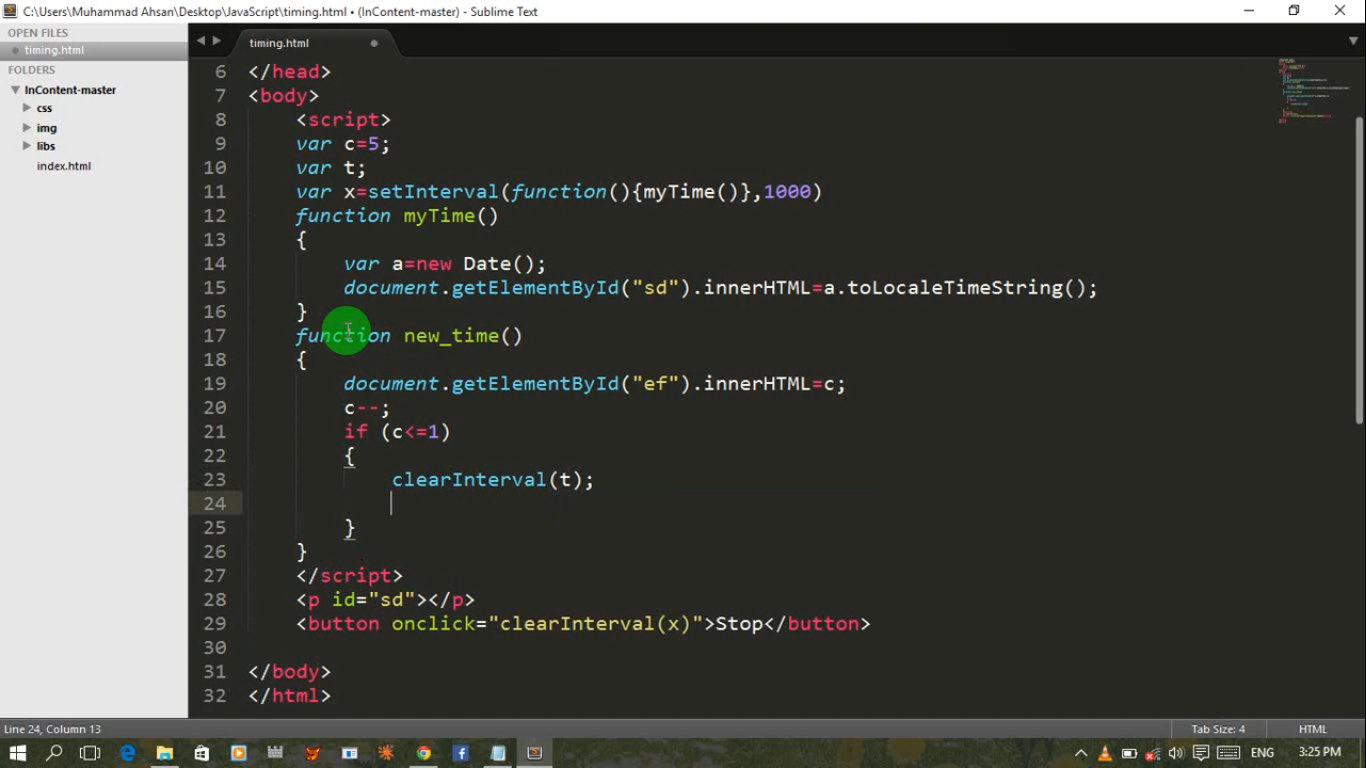 C:\Users\Muhammad Ahsan\Desktop\JavaScript\timing.html • (InContent-master) - Sublime Text
OPEN FILES
timing.html
FOLDERS
InContent-master
css
img
libs
index.html
timing.html
6 </head>
7 <body>
8 <script>
9 var c=5;
10 var t;
11 var x=setInterval(function(){myTime()},1000)
12 function myTime()
13 {
14 var a=new Date();
15 document.getElementById("sd").innerHTML=a.toLocaleTimeString();
16 }
17 function new_time()
18 {
19 document.getElementById("ef").innerHTML=c;
20 c--;
21 if (c<=1)
22 {
23 clearInterval(t);
24
25 }
26 }
27 </script>
28 <p id="sd"></p>
29 <button onclick="clearInterval(x)">Stop</button>
30
31 </body>
32 </html>
Line 24, Column 13
Tab Size: 4
HTML
ENG
3:25 PM